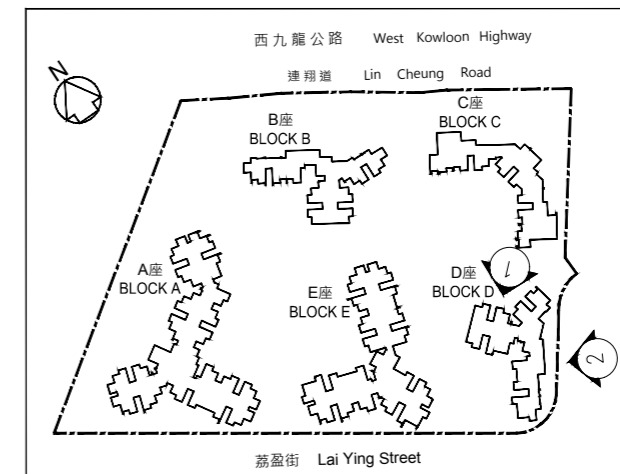 西九龍公路 West Kowloon Highway
連翔道 Lin Cheung Road
N
B座
BLOCK B
C座
BLOCK C
A座
BLOCK A
E座
BLOCK E
D座
BLOCK D
1
2
荔盈街 Lai Ying Street